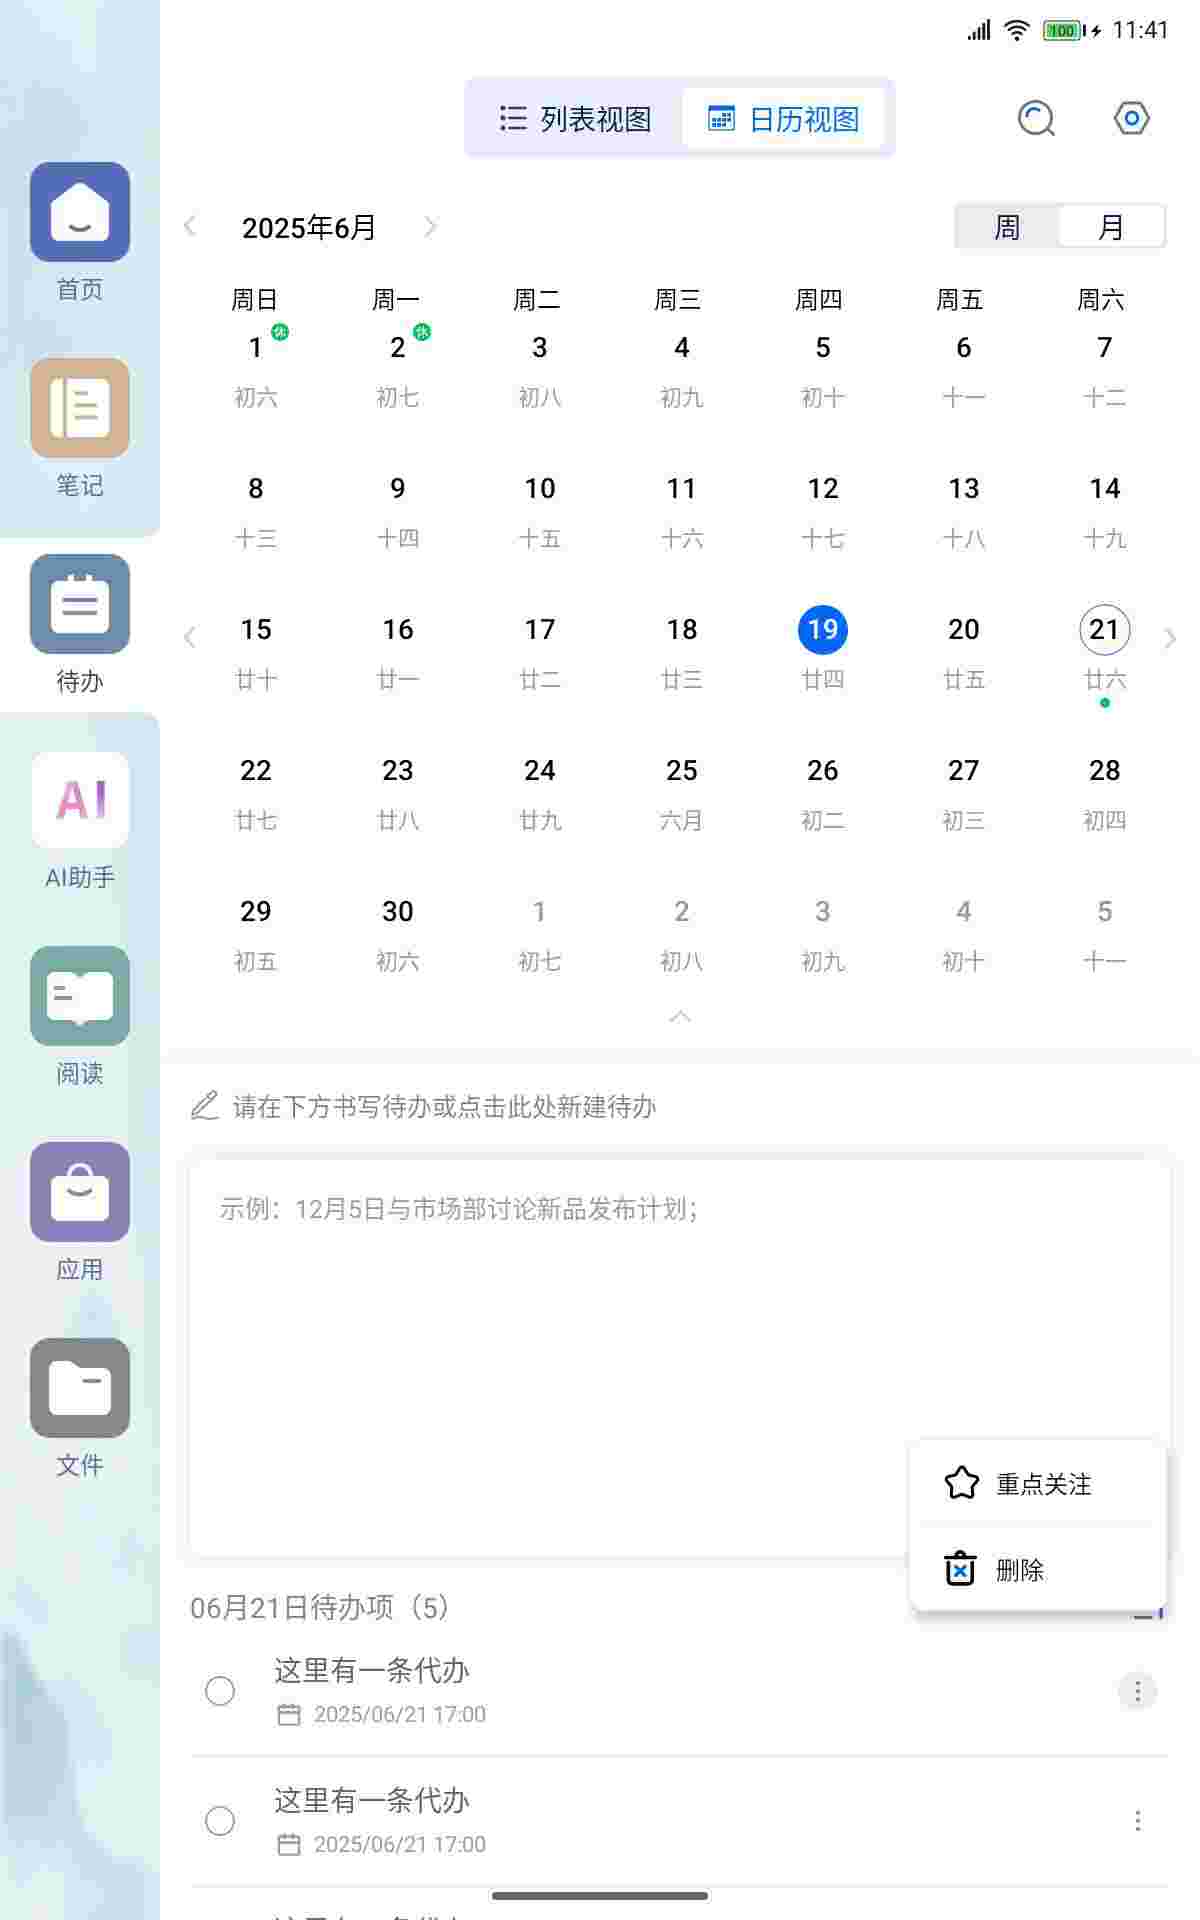 100 11:41
列表视图 日历视图
首页
笔记
待办
AI
AI助手
阅读
应用
文件
2025年6月
周 月
周日 周一 周二 周三 周四 周五 周六
1 休 2 休 3 4 5 6 7
初六 初七 初八 初九 初十 十一 十二
8 9 10 11 12 13 14
十三 十四 十五 十六 十七 十八 十九
15 16 17 18 19 20 21
廿十 廿一 廿二 廿三 廿四 廿五 廿六
22 23 24 25 26 27 28
廿七 廿八 廿九 六月 初二 初三 初四
29 30 1 2 3 4 5
初五 初六 初七 初八 初九 初十 十一
请在下方书写待办或点击此处新建待办
示例：12月5日与市场部讨论新品发布计划；
重点关注
删除
06月21日待办项（5）
这里有一条代办
2025/06/21 17:00
这里有一条代办
2025/06/21 17:00